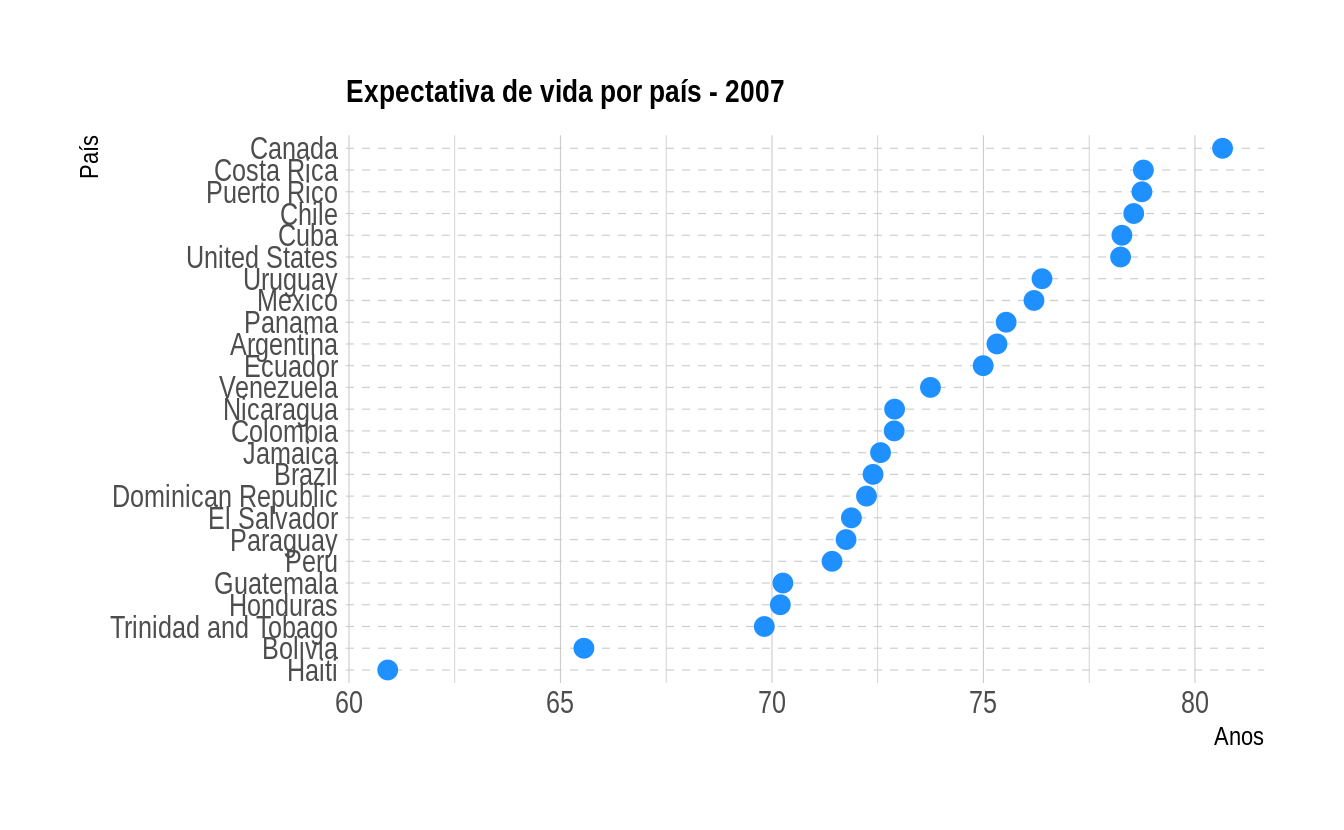 Expectativa de vida por país - 2007
País
Canada
Costa Rica
Puerto Rico
Chile
Cuba
United States
Uruguay
Mexico
Panama
Argentina
Ecuador
Venezuela
Nicaragua
Colombia
Jamaica
Brazil
Dominican Republic
El Salvador
Paraguay
Peru
Guatemala
Honduras
Trinidad and Tobago
Bolivia
Haiti
60 65 70 75 80
Anos